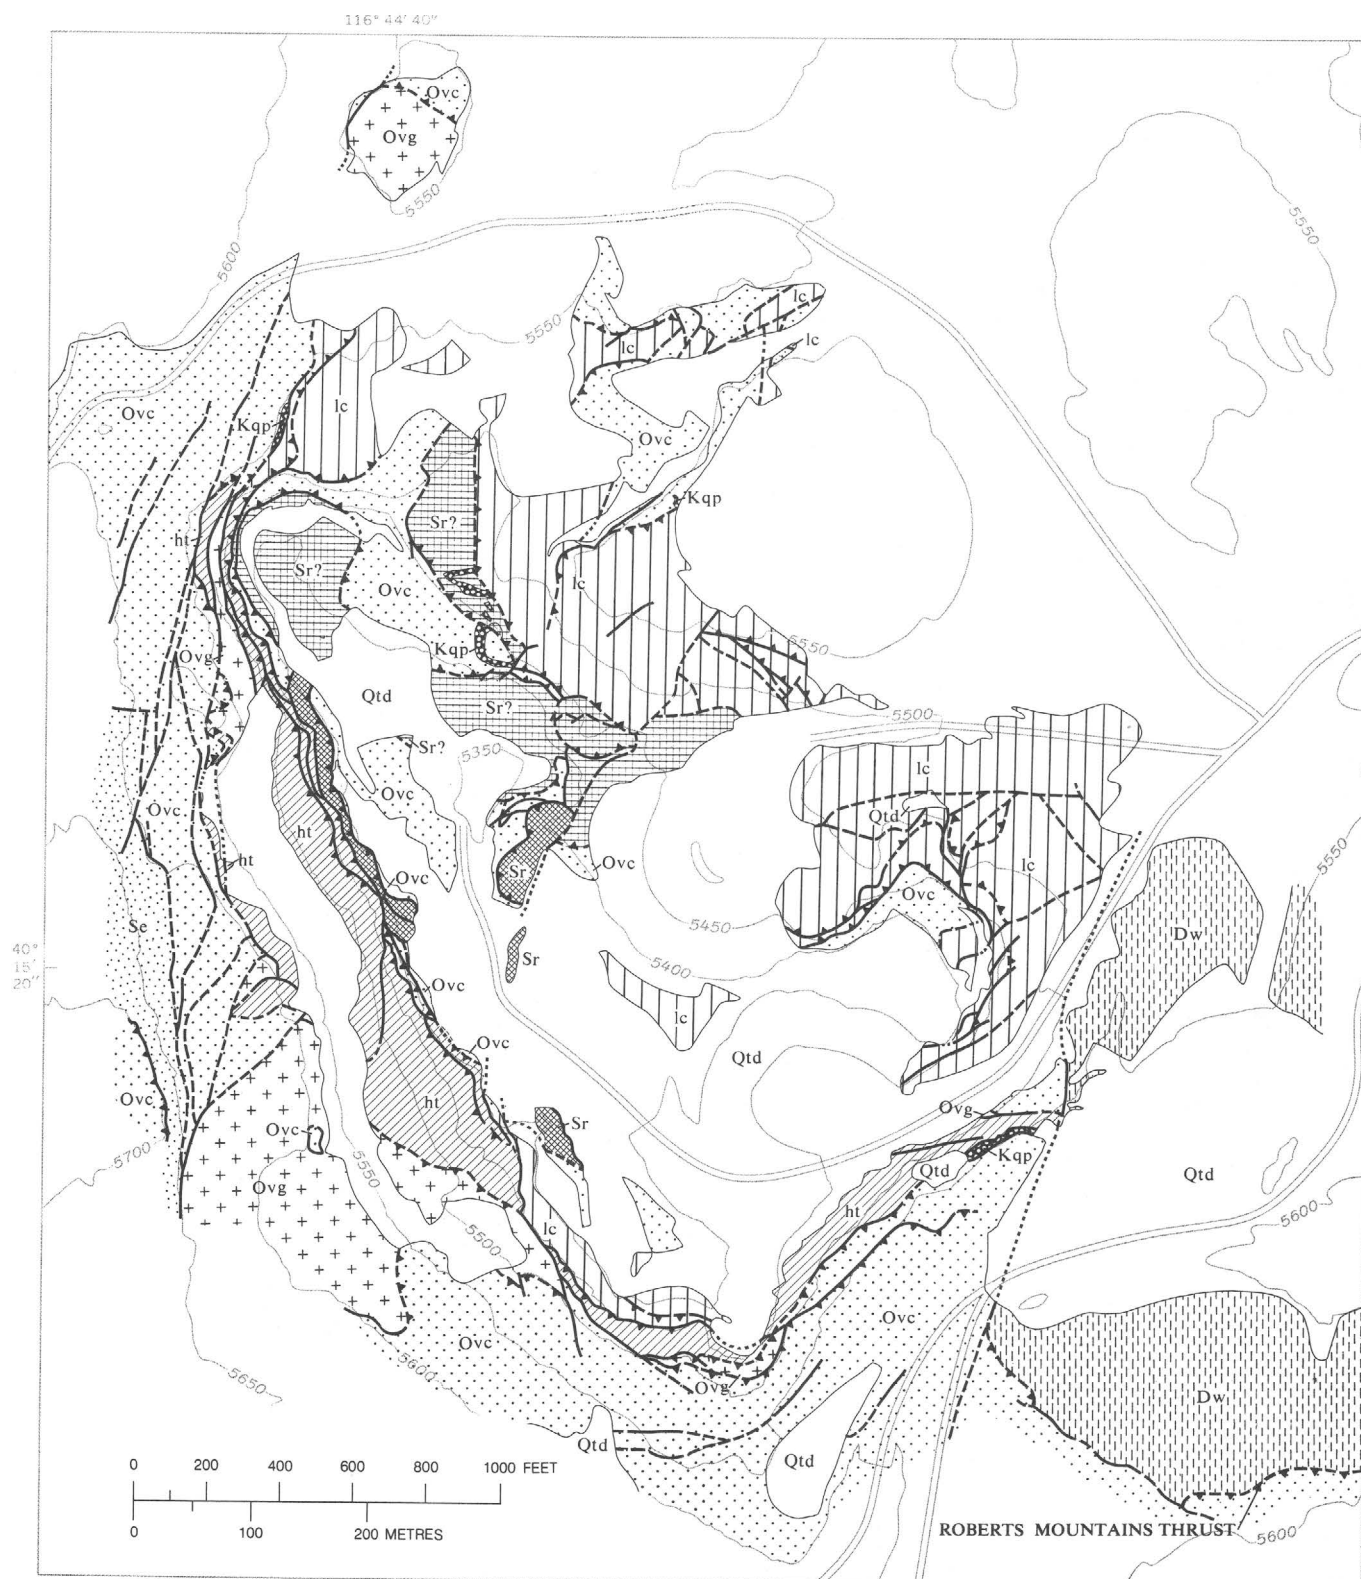 116° 44' 40"
Ovc
Ovg
5550
5600
5550
lc
5550
lc
lc
Ovc
Kqp
lc
Ovc
Kqp
Sr?
ht
Sr?
lc
Ovc
Kqp
5550
Ovg
Qtd
Sr?
5500
Sr?
5350
lc
Ovc
Ovc
Qtd
ht
ht
Ovc
Sr
Ovc
lc
5550
Ovc
Se
5450
Dw
40°
15'
20"
Sr
5400
Ovc
lc
Ovc
Qtd
Ovc
ht
Ovg
Ovc
Sr
Kqp
5700
Qtd
Qtd
5550
Ovg
ht
5600
lc
5500
Ovc
Ovc
5600
5650
Ovg
Dw
Qtd
Qtd
0 200 400 600 800 1000 FEET
0 100 200 METRES
ROBERTS MOUNTAINS THRUST
5600